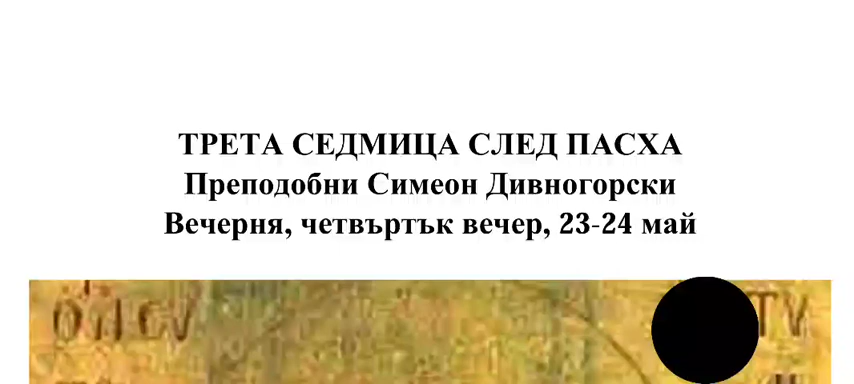 ТРЕТА СЕДМИЦА СЛЕД ПАСХА
Преподобни Симеон Дивногорски
Вечерня, четвъртък вечер, 23-24 май